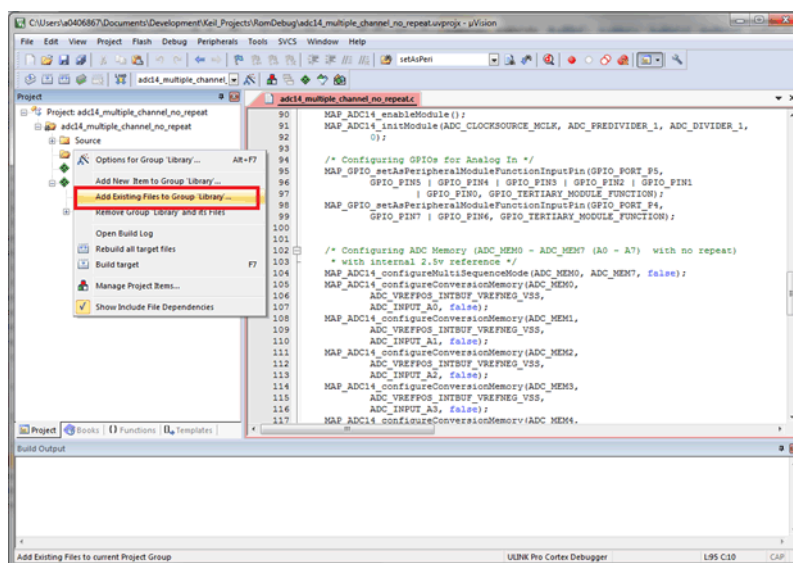 C:\Users\a0406867\Documents\Development\Keil_Projects\RomDebug\adc14_multiple_channel_no_repeat.uvprojx - µVision
File Edit View Project Flash Debug Peripherals Tools SVCS Window Help
setAsPeri
adc14_multiple_channel_
Project
adc14_multiple_channel_no_repeat.c
Project: adc14_multiple_channel_no_repeat
adc14_multiple_channel_no_repeat
Source
Options for Group 'Library'... Alt+F7
Add New Item to Group 'Library'...
Add Existing Files to Group 'Library'...
Remove Group 'Library' and its Files
Open Build Log
Rebuild all target files
Build target F7
Manage Project Items...
Show Include File Dependencies
90 MAP_ADC14_enableModule();
91 MAP_ADC14_initModule(ADC_CLOCKSOURCE_MCLK, ADC_PREDIVIDER_1, ADC_DIVIDER_1,
92 0);
93
94 /* Configuring GPIOs for Analog In */
95 MAP_GPIO_setAsPeripheralModuleFunctionInputPin(GPIO_PORT_P5,
96 GPIO_PIN5 | GPIO_PIN4 | GPIO_PIN3 | GPIO_PIN2 | GPIO_PIN1
97 | GPIO_PIN0, GPIO_TERTIARY_MODULE_FUNCTION);
98 MAP_GPIO_setAsPeripheralModuleFunctionInputPin(GPIO_PORT_P4,
99 GPIO_PIN7 | GPIO_PIN6, GPIO_TERTIARY_MODULE_FUNCTION);
100
101
102 /* Configuring ADC Memory (ADC_MEM0 - ADC_MEM7 (A0 - A7) with no repeat)
103 * with internal 2.5v reference */
104 MAP_ADC14_configureMultiSequenceMode(ADC_MEM0, ADC_MEM7, false);
105 MAP_ADC14_configureConversionMemory(ADC_MEM0,
106 ADC_VREFPOS_INTBUF_VREFNEG_VSS,
107 ADC_INPUT_A0, false);
108 MAP_ADC14_configureConversionMemory(ADC_MEM1,
109 ADC_VREFPOS_INTBUF_VREFNEG_VSS,
110 ADC_INPUT_A1, false);
111 MAP_ADC14_configureConversionMemory(ADC_MEM2,
112 ADC_VREFPOS_INTBUF_VREFNEG_VSS,
113 ADC_INPUT_A2, false);
114 MAP_ADC14_configureConversionMemory(ADC_MEM3,
115 ADC_VREFPOS_INTBUF_VREFNEG_VSS,
116 ADC_INPUT_A3, false);
117 MAP_ADC14_configureConversionMemory(ADC_MEM4,
Project Books {} Functions Templates
Build Output
Add Existing Files to current Project Group ULINK Pro Cortex Debugger L:95 C:10 CAP